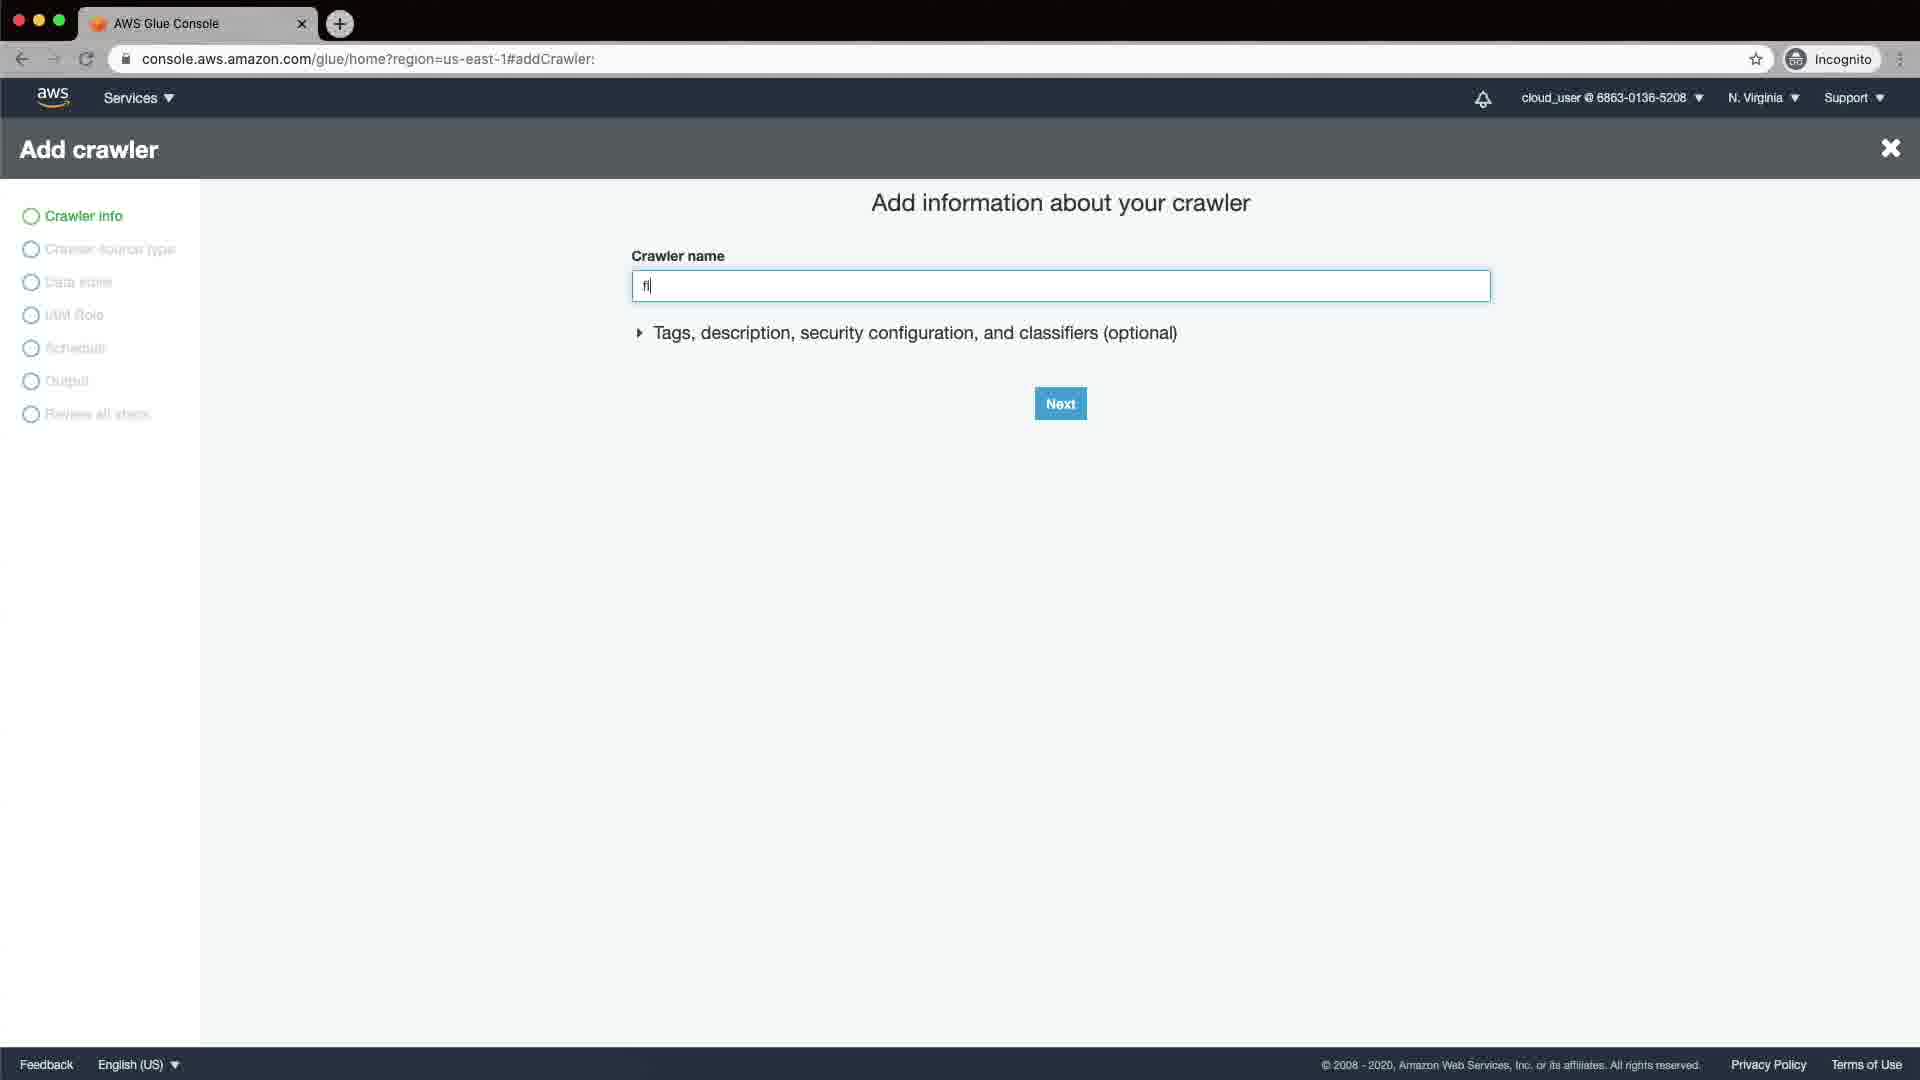 AWS Glue Console
console.aws.amazon.com/glue/home?region=us-east-1#addCrawler:
Incognito
aws
Services
cloud_user @ 6863-0136-5208
N. Virginia
Support
Add crawler
Crawler info
Crawler source type
Data store
IAM Role
Schedule
Output
Review all steps
Add information about your crawler
Crawler name
fl
Tags, description, security configuration, and classifiers (optional)
Next
Feedback
English (US)
© 2008 - 2020, Amazon Web Services, Inc. or its affiliates. All rights reserved.
Privacy Policy
Terms of Use